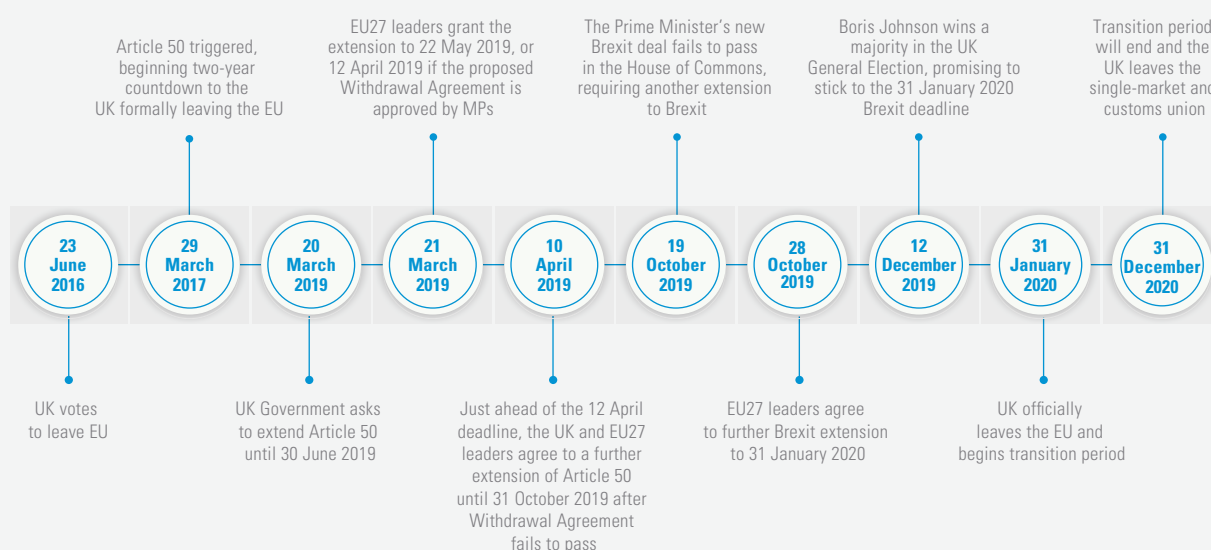 Article 50 triggered,
beginning two-year
countdown to the
UK formally leaving the EU
EU27 leaders grant the
extension to 22 May 2019, or
12 April 2019 if the proposed
Withdrawal Agreement is
approved by MPs
The Prime Minister's new
Brexit deal fails to pass
in the House of Commons,
requiring another extension
to Brexit
Boris Johnson wins a
majority in the UK
General Election, promising to
stick to the 31 January 2020
Brexit deadline
Transition period
will end and the
UK leaves the
single-market and
customs union
23
June
2016
29
March
2017
20
March
2019
21
March
2019
10
April
2019
19
October
2019
28
October
2019
12
December
2019
31
January
2020
31
December
2020
UK votes
to leave EU
UK Government asks
to extend Article 50
until 30 June 2019
Just ahead of the 12 April
deadline, the UK and EU27
leaders agree to a further
extension of Article 50
until 31 October 2019 after
Withdrawal Agreement
fails to pass
EU27 leaders agree
to further Brexit extension
to 31 January 2020
UK officially
leaves the EU and
begins transition period